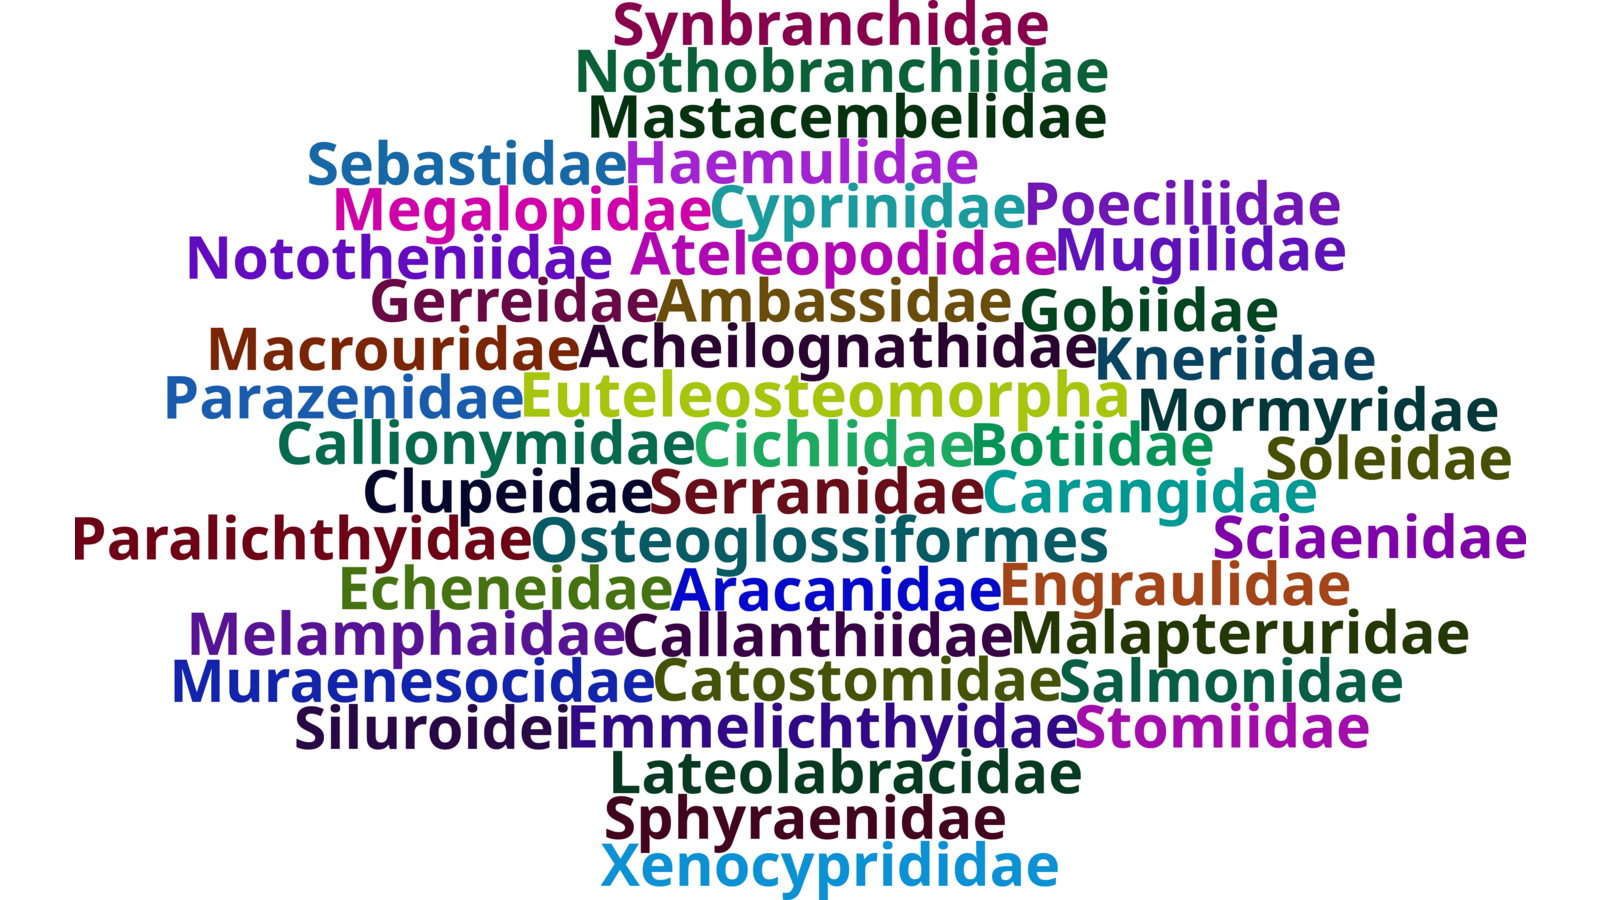 Synbranchidae
Nothobranchiidae
Mastacembelidae
Sebastidae Haemulidae
Megalopidae Cyprinidae Poeciliidae
Nototheniidae Ateleopodidae Mugilidae
Gerreidae Ambassidae Gobiidae
Macrouridae Acheilognathidae Kneriidae
Parazenidae Euteleosteomorpha Mormyridae
Callionymidae Cichlidae Botiidae Soleidae
Clupeidae Serranidae Carangidae
Paralichthyidae Osteoglossiformes Sciaenidae
Echeneidae Aracanidae Engraulidae
Melamphaidae Callanthiidae Malapteruridae
Muraenesocidae Catostomidae Salmonidae
Siluroidei Emmelichthyidae Stomiidae
Lateolabracidae
Sphyraenidae
Xenocyprididae